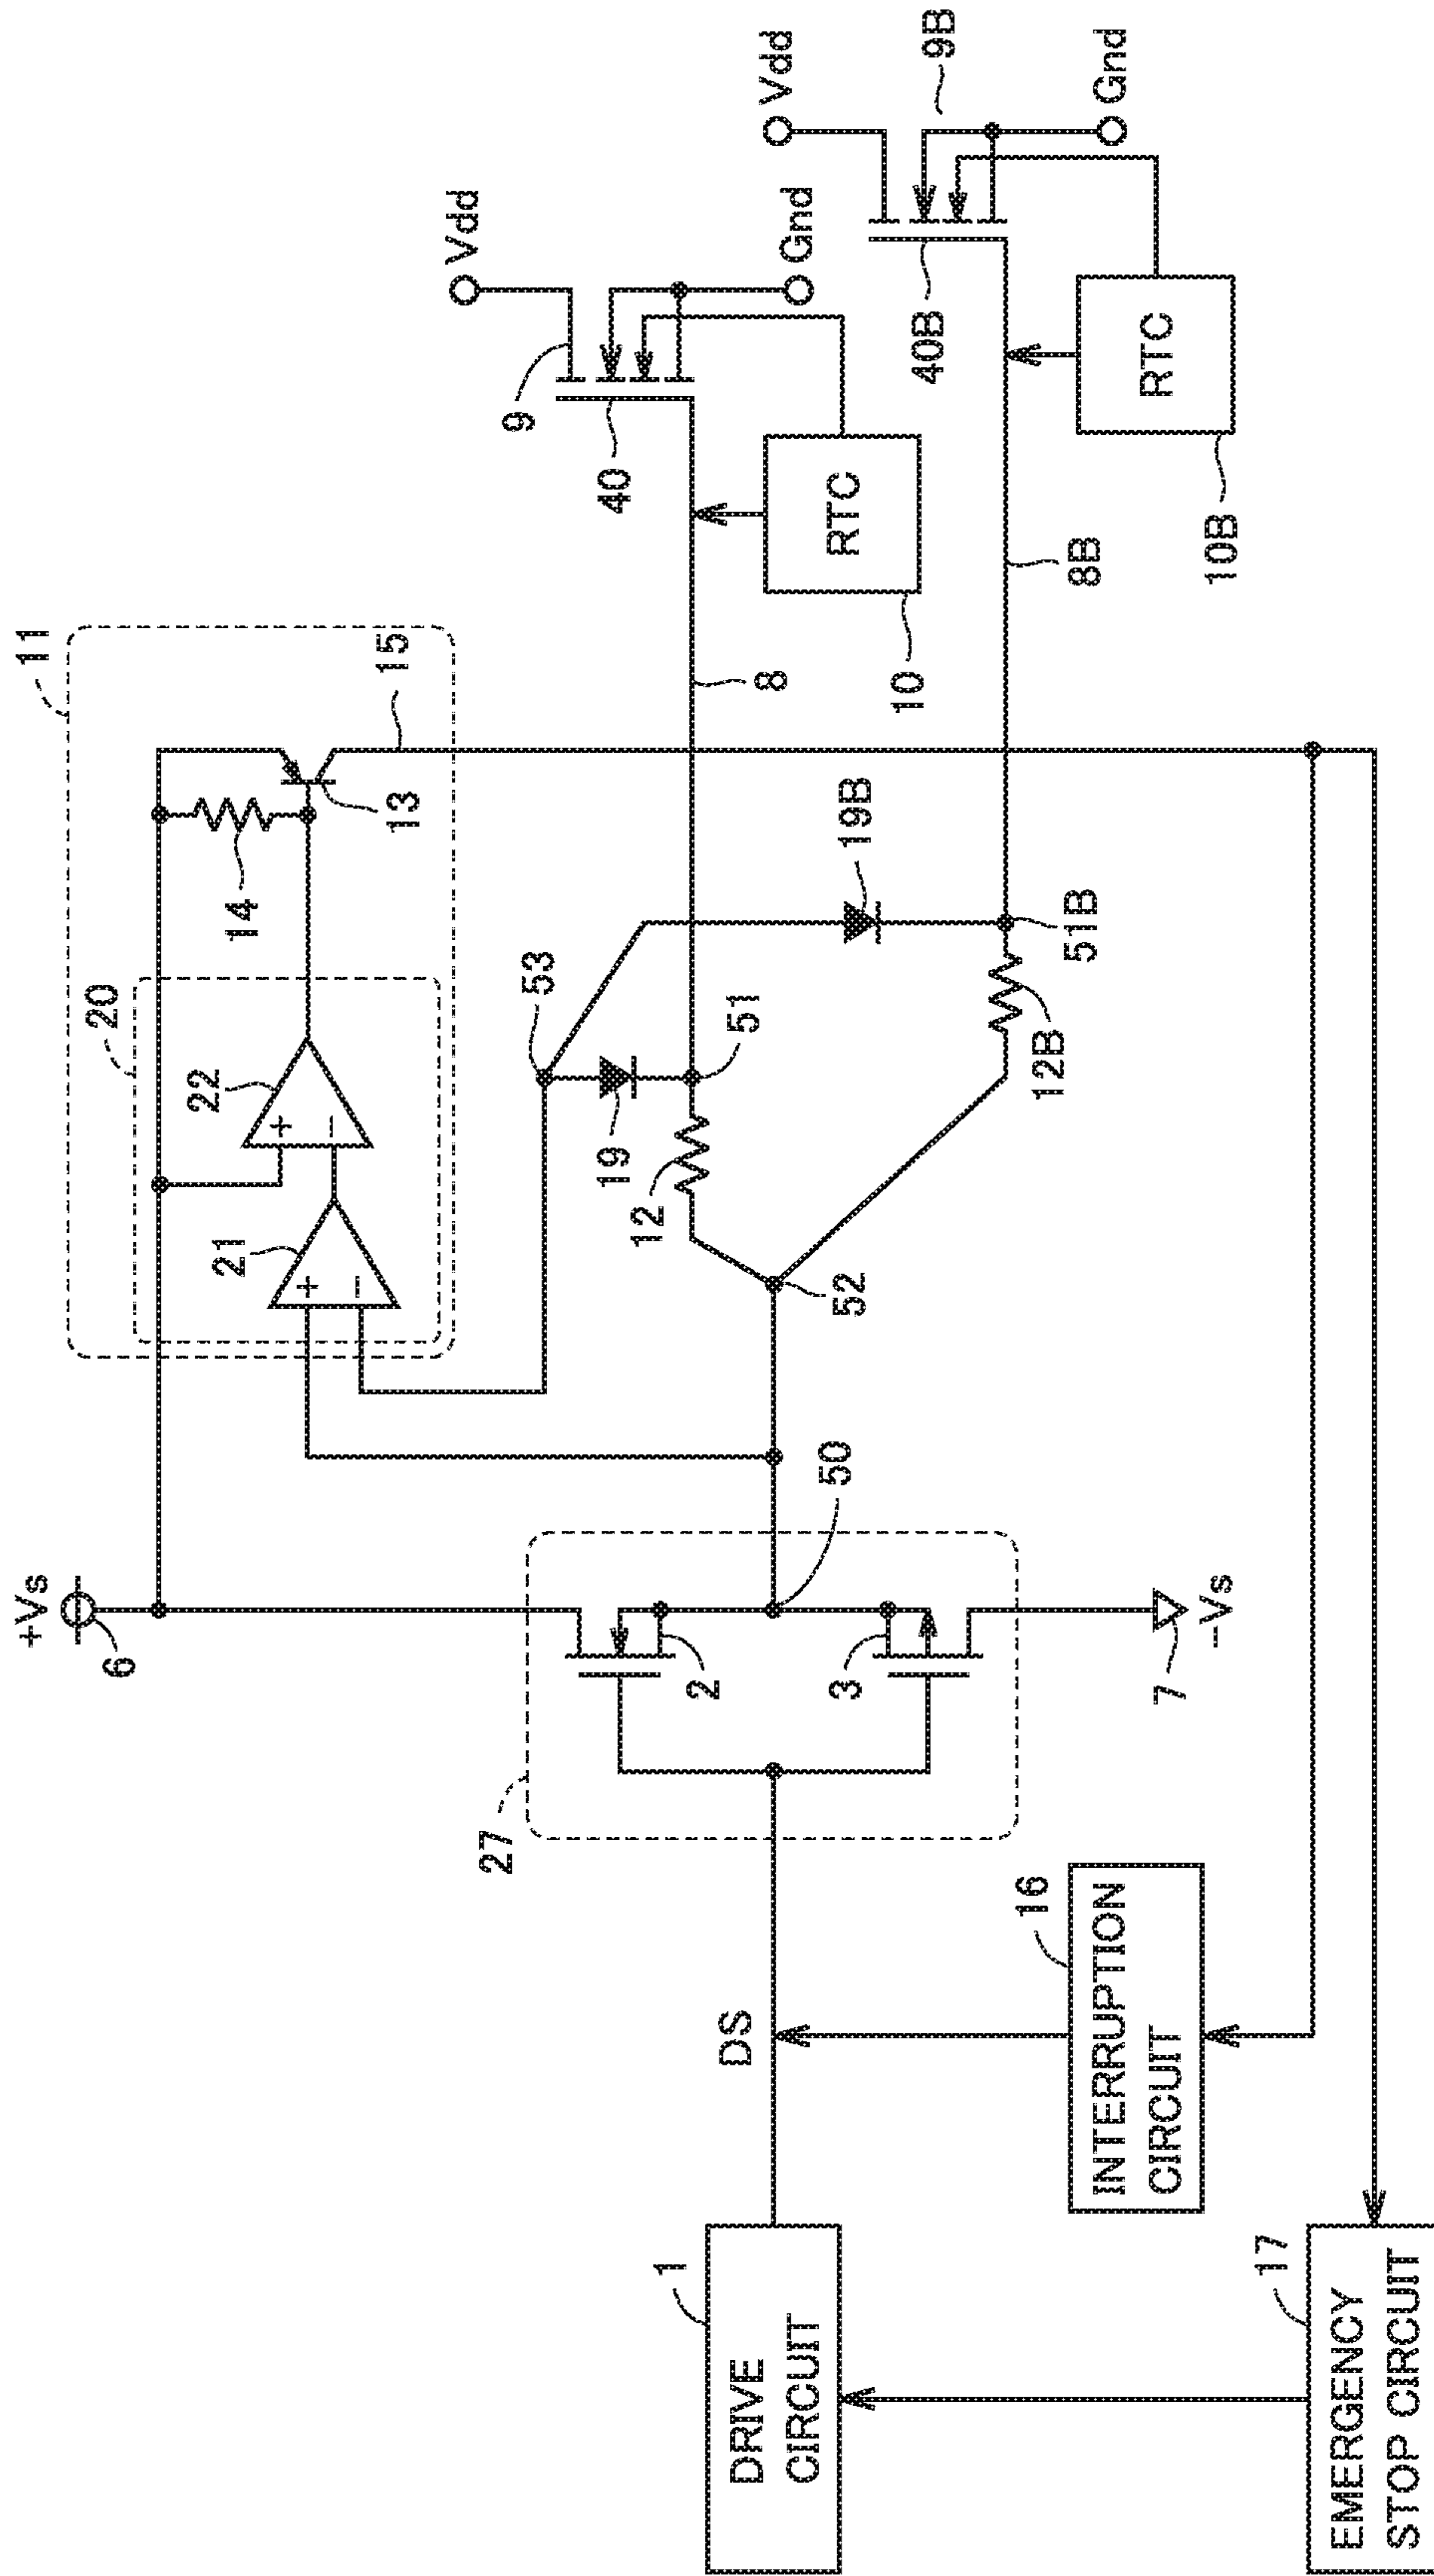 +Vs
6
11
20
22
+
−
21
+
−
14
13
15
Vdd
9
40
Gnd
Vdd
9B
Gnd
40B
RTC
10
RTC
10B
53
19
51
8
12
52
19B
51B
12B
8B
27
2
3
50
7
−Vs
DS
16
INTERRUPTION
CIRCUIT
1
DRIVE
CIRCUIT
17
EMERGENCY
STOP CIRCUIT